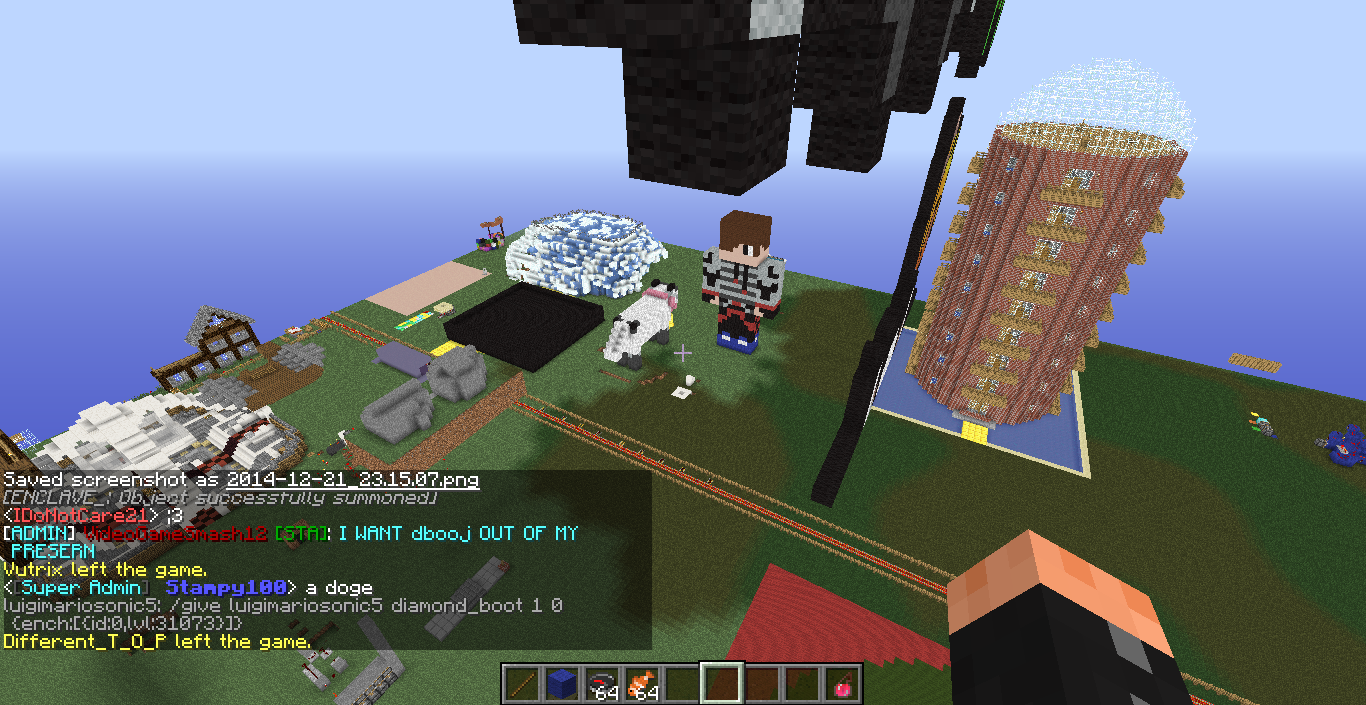 Saved screenshot as 2014-12-21_23.15.07.png
[ENCLAVE_: Object successfully summoned]
<IDoNotCare21> ;3
[ADMIN] VideoGameSmash12 [STA]: I WANT dbooj OUT OF MY
PRESERN
Vutrix left the game.
<[Super Admin] Stampy100> a doge
luigimariosonic5: /give luigimariosonic5 diamond_boot 1 0
{ench:[{id:0,lvl:31073}]}
Different_T_O_P left the game.
64 64